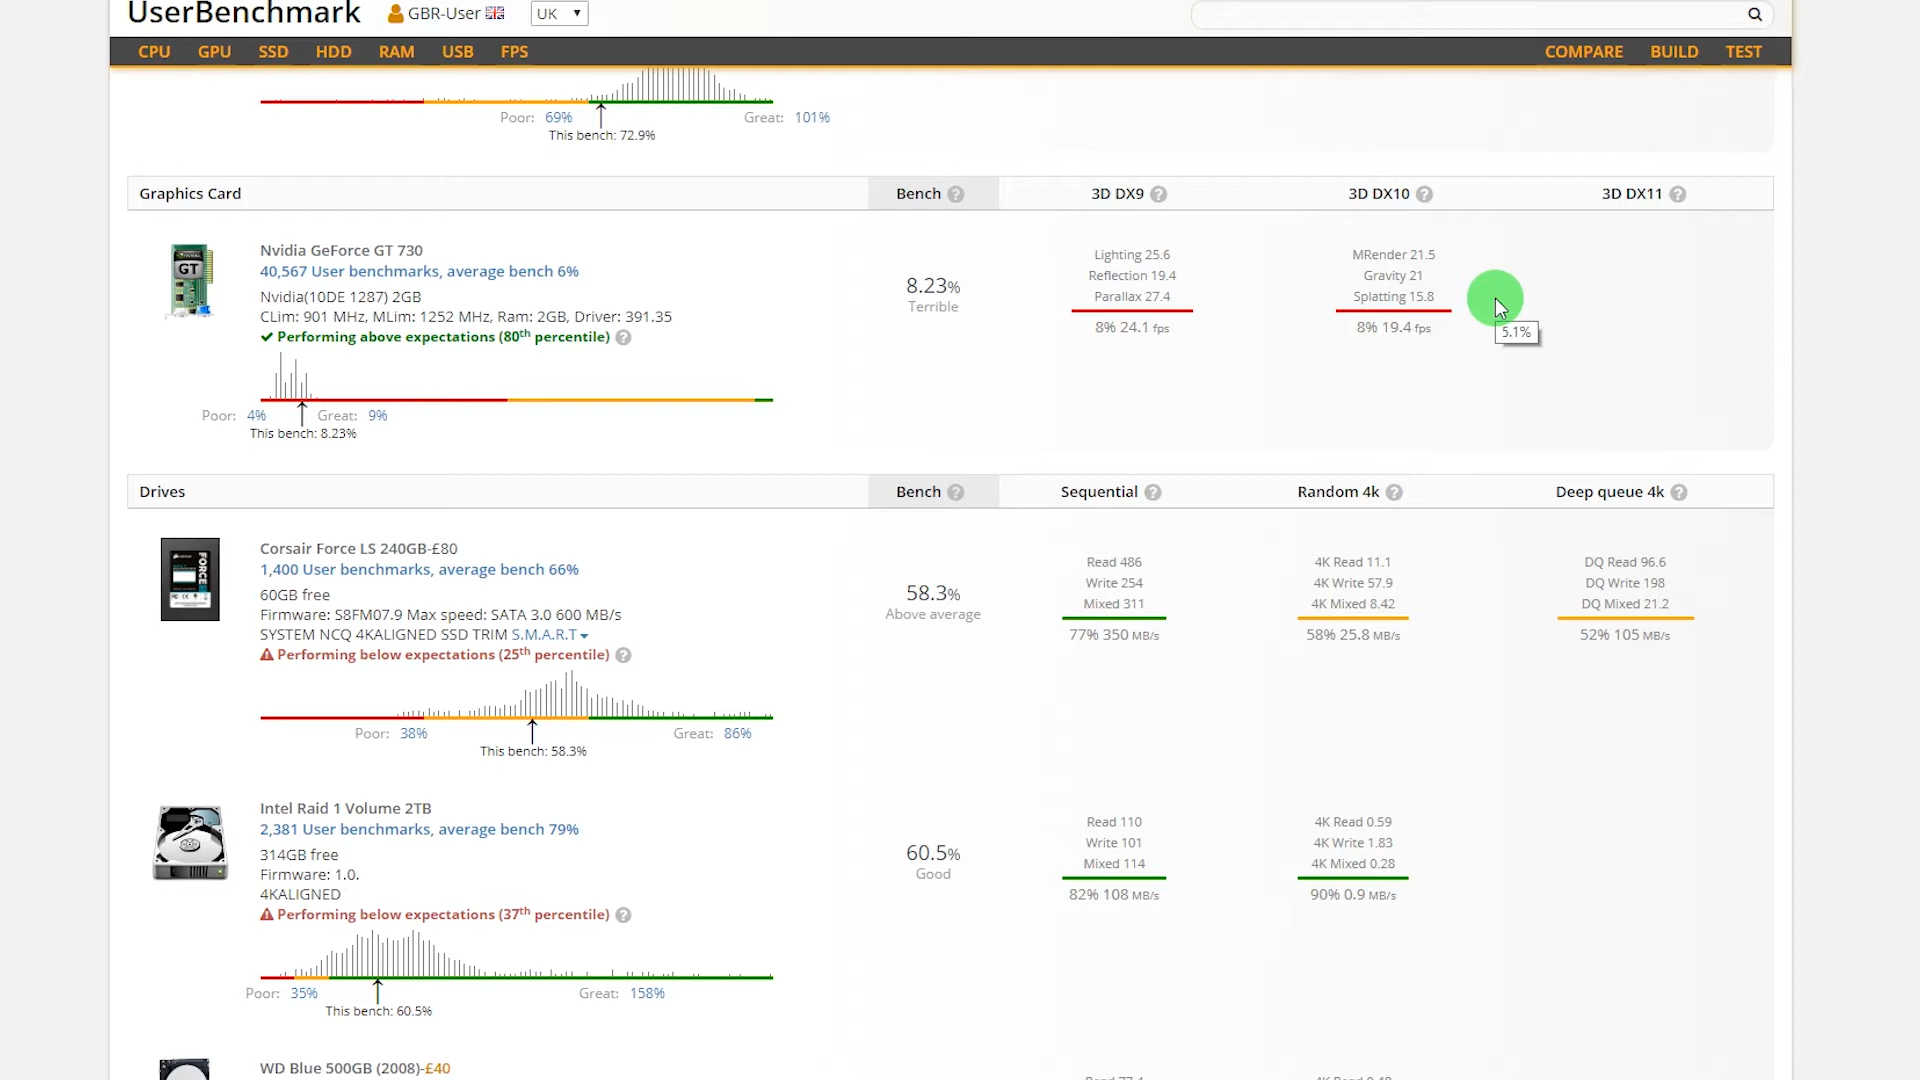 UserBenchmark GBR-User UK
CPU GPU SSD HDD RAM USB FPS COMPARE BUILD TEST
Poor: 69% Great: 101%
This bench: 72.9%
Graphics Card Bench ? 3D DX9 ? 3D DX10 ? 3D DX11 ?
GT
Nvidia GeForce GT 730
40,567 User benchmarks, average bench 6%
Nvidia(10DE 1287) 2GB
CLim: 901 MHz, MLim: 1252 MHz, Ram: 2GB, Driver: 391.35
Performing above expectations (80th percentile) ?
Poor: 4% Great: 9%
This bench: 8.23%
8.23%
Terrible
Lighting 25.6
Reflection 19.4
Parallax 27.4
8% 24.1 fps
MRender 21.5
Gravity 21
Splatting 15.8
8% 19.4 fps
5.1%
Drives Bench ? Sequential ? Random 4k ? Deep queue 4k ?
FORCE
Corsair Force LS 240GB-£80
1,400 User benchmarks, average bench 66%
60GB free
Firmware: S8FM07.9 Max speed: SATA 3.0 600 MB/s
SYSTEM NCQ 4KALIGNED SSD TRIM S.M.A.R.T
Performing below expectations (25th percentile) ?
Poor: 38% Great: 86%
This bench: 58.3%
58.3%
Above average
Read 486
Write 254
Mixed 311
77% 350 MB/s
4K Read 11.1
4K Write 57.9
4K Mixed 8.42
58% 25.8 MB/s
DQ Read 96.6
DQ Write 198
DQ Mixed 21.2
52% 105 MB/s
Intel Raid 1 Volume 2TB
2,381 User benchmarks, average bench 79%
314GB free
Firmware: 1.0.
4KALIGNED
Performing below expectations (37th percentile) ?
Poor: 35% Great: 158%
This bench: 60.5%
60.5%
Good
Read 110
Write 101
Mixed 114
82% 108 MB/s
4K Read 0.59
4K Write 1.83
4K Mixed 0.28
90% 0.9 MB/s
WD Blue 500GB (2008)-£40